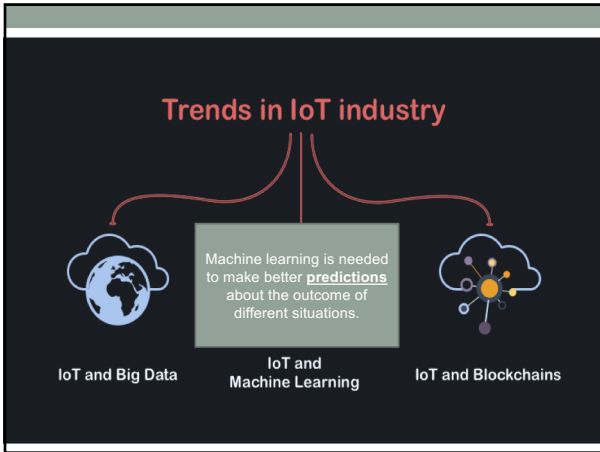 Trends in IoT industry
Machine learning is needed
to make better predictions
about the outcome of
different situations.
IoT and Big Data
IoT and
Machine Learning
IoT and Blockchains